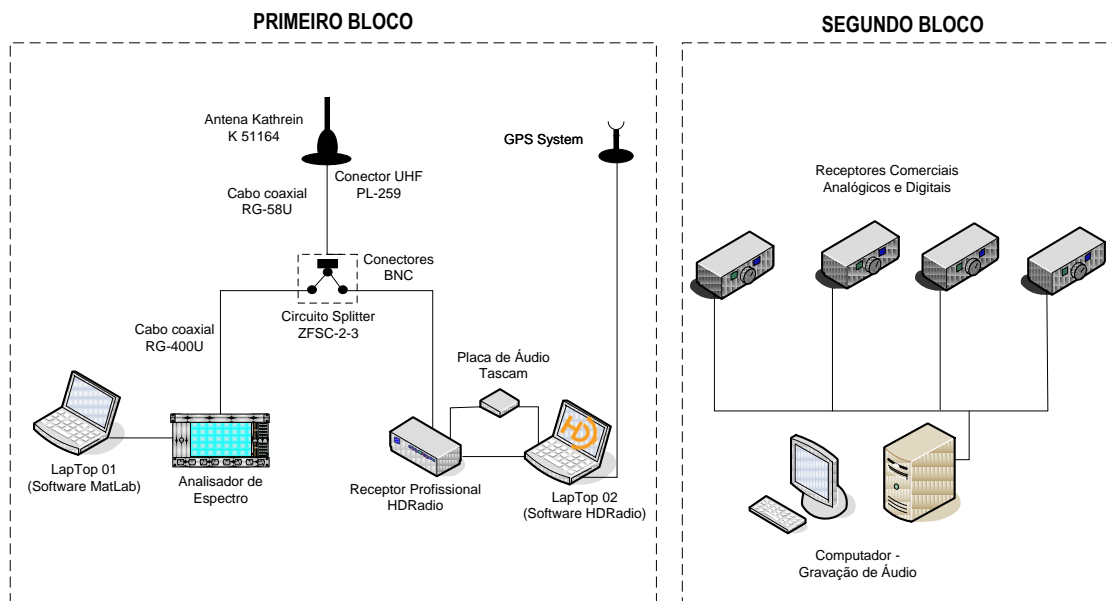 PRIMEIRO BLOCO
Antena Kathrein
K 51164
Conector UHF
PL-259
Cabo coaxial
RG-58U
Conectores
BNC
Circuito Splitter
ZFSC-2-3
Cabo coaxial
RG-400U
GPS System
Placa de Áudio
Tascam
HD
LapTop 01
(Software MatLab)
Analisador de
Espectro
Receptor Profissional
HDRadio
LapTop 02
(Software HDRadio)
SEGUNDO BLOCO
Receptores Comerciais
Analógicos e Digitais
Computador -
Gravação de Áudio